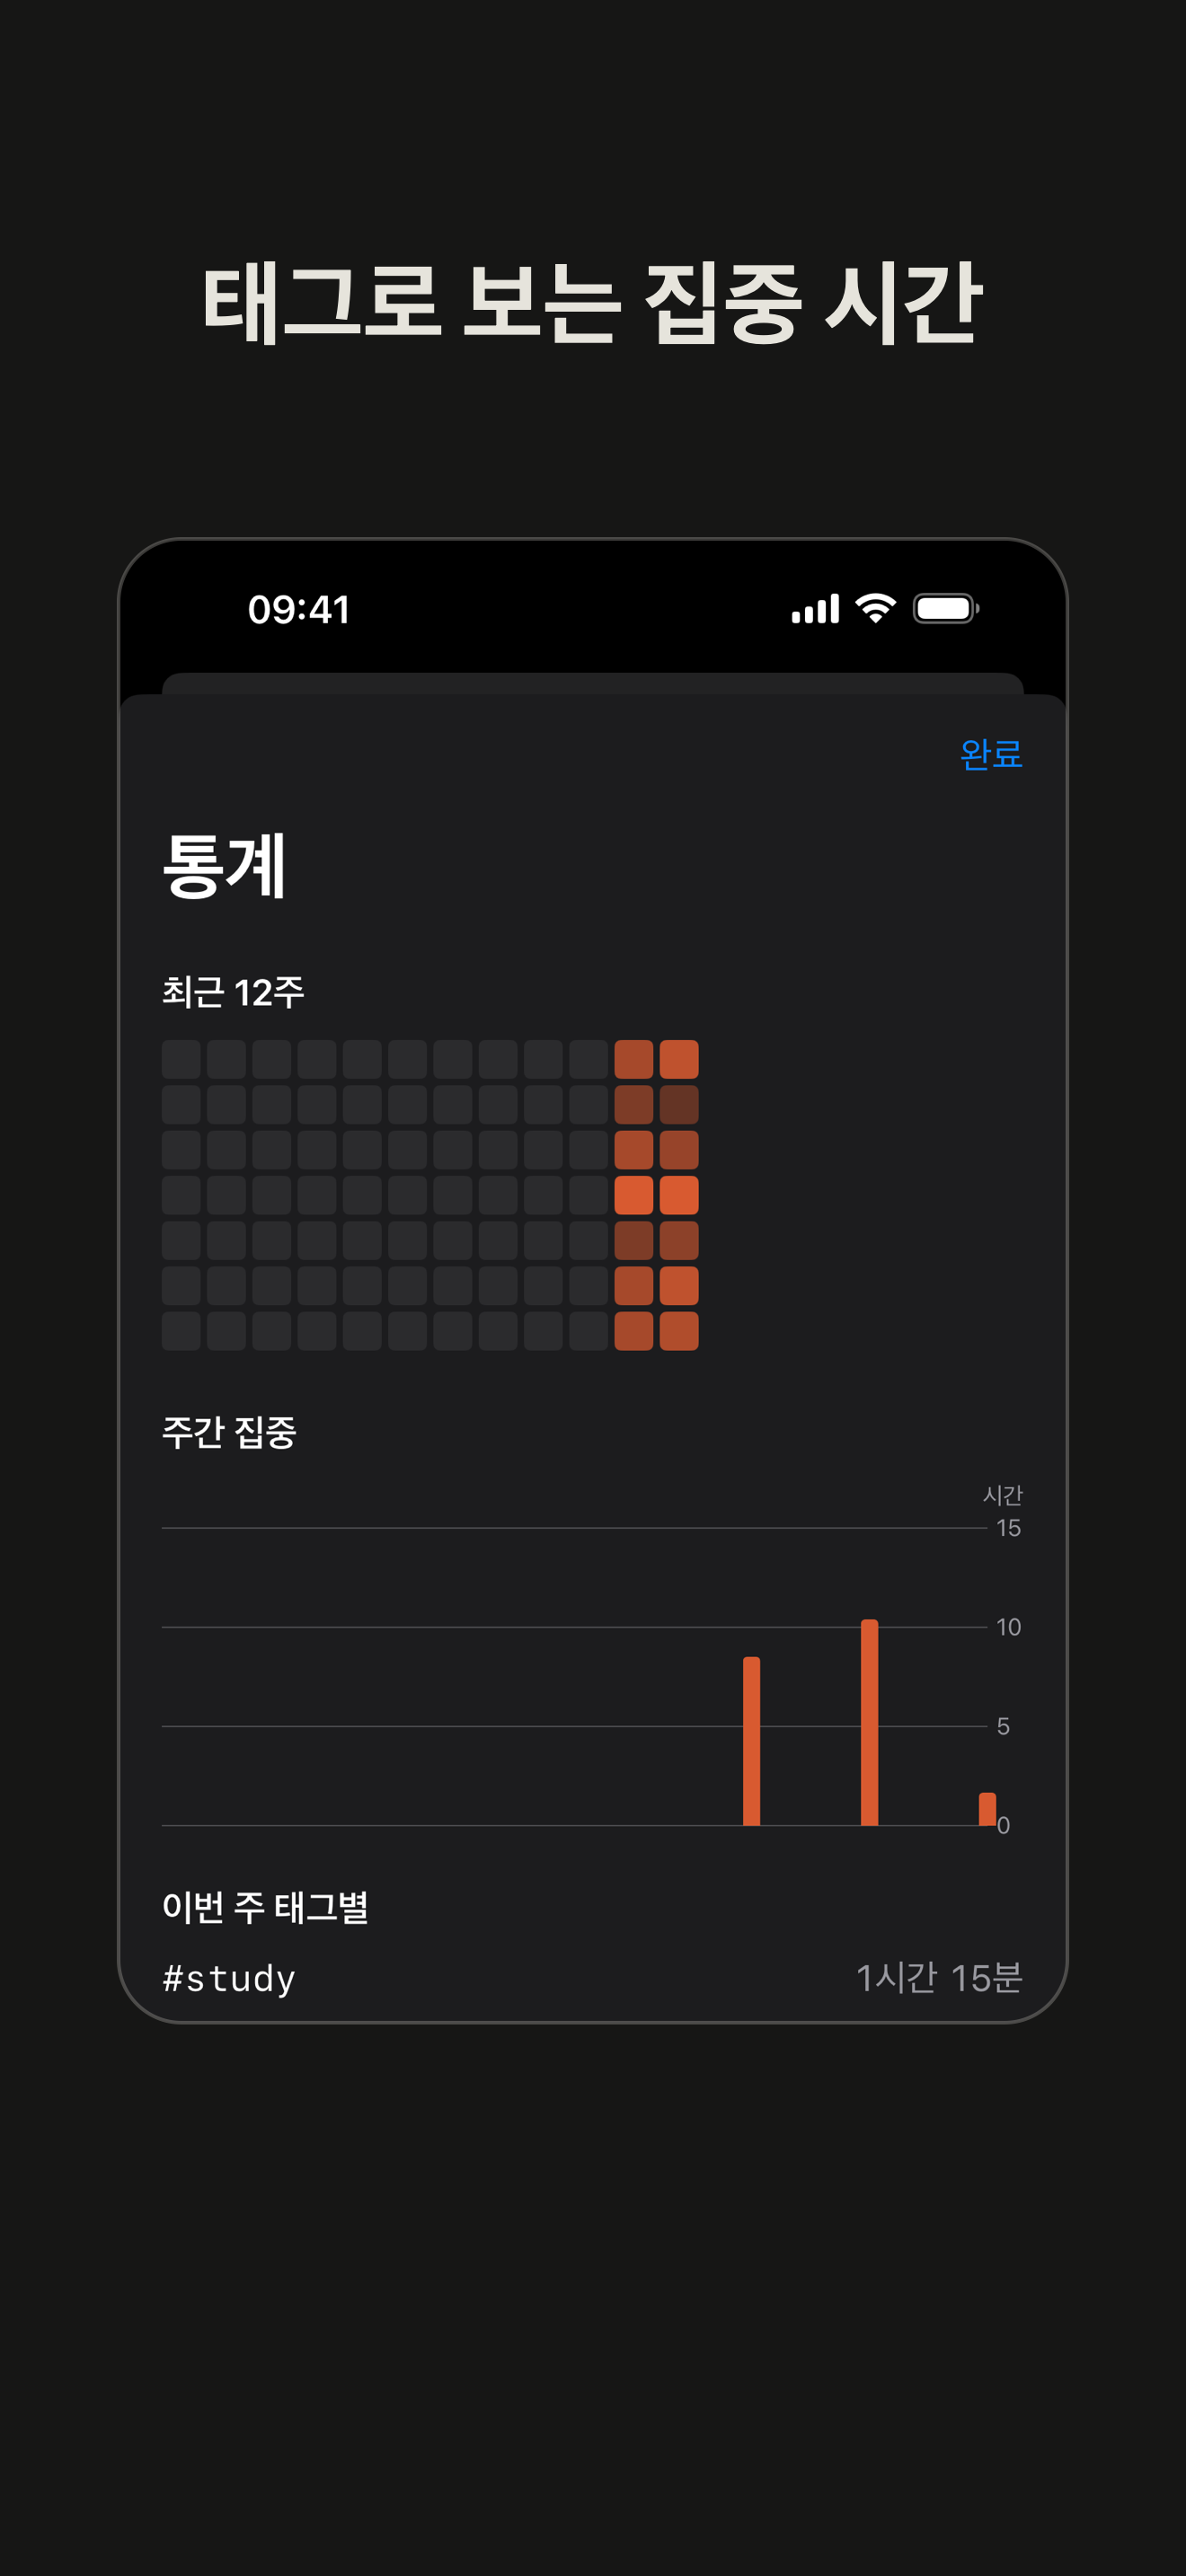 태그로 보는 집중 시간
09:41
완료
통계
최근 12주
주간 집중
시간
15
10
5
0
이번 주 태그별
#study 1시간 15분